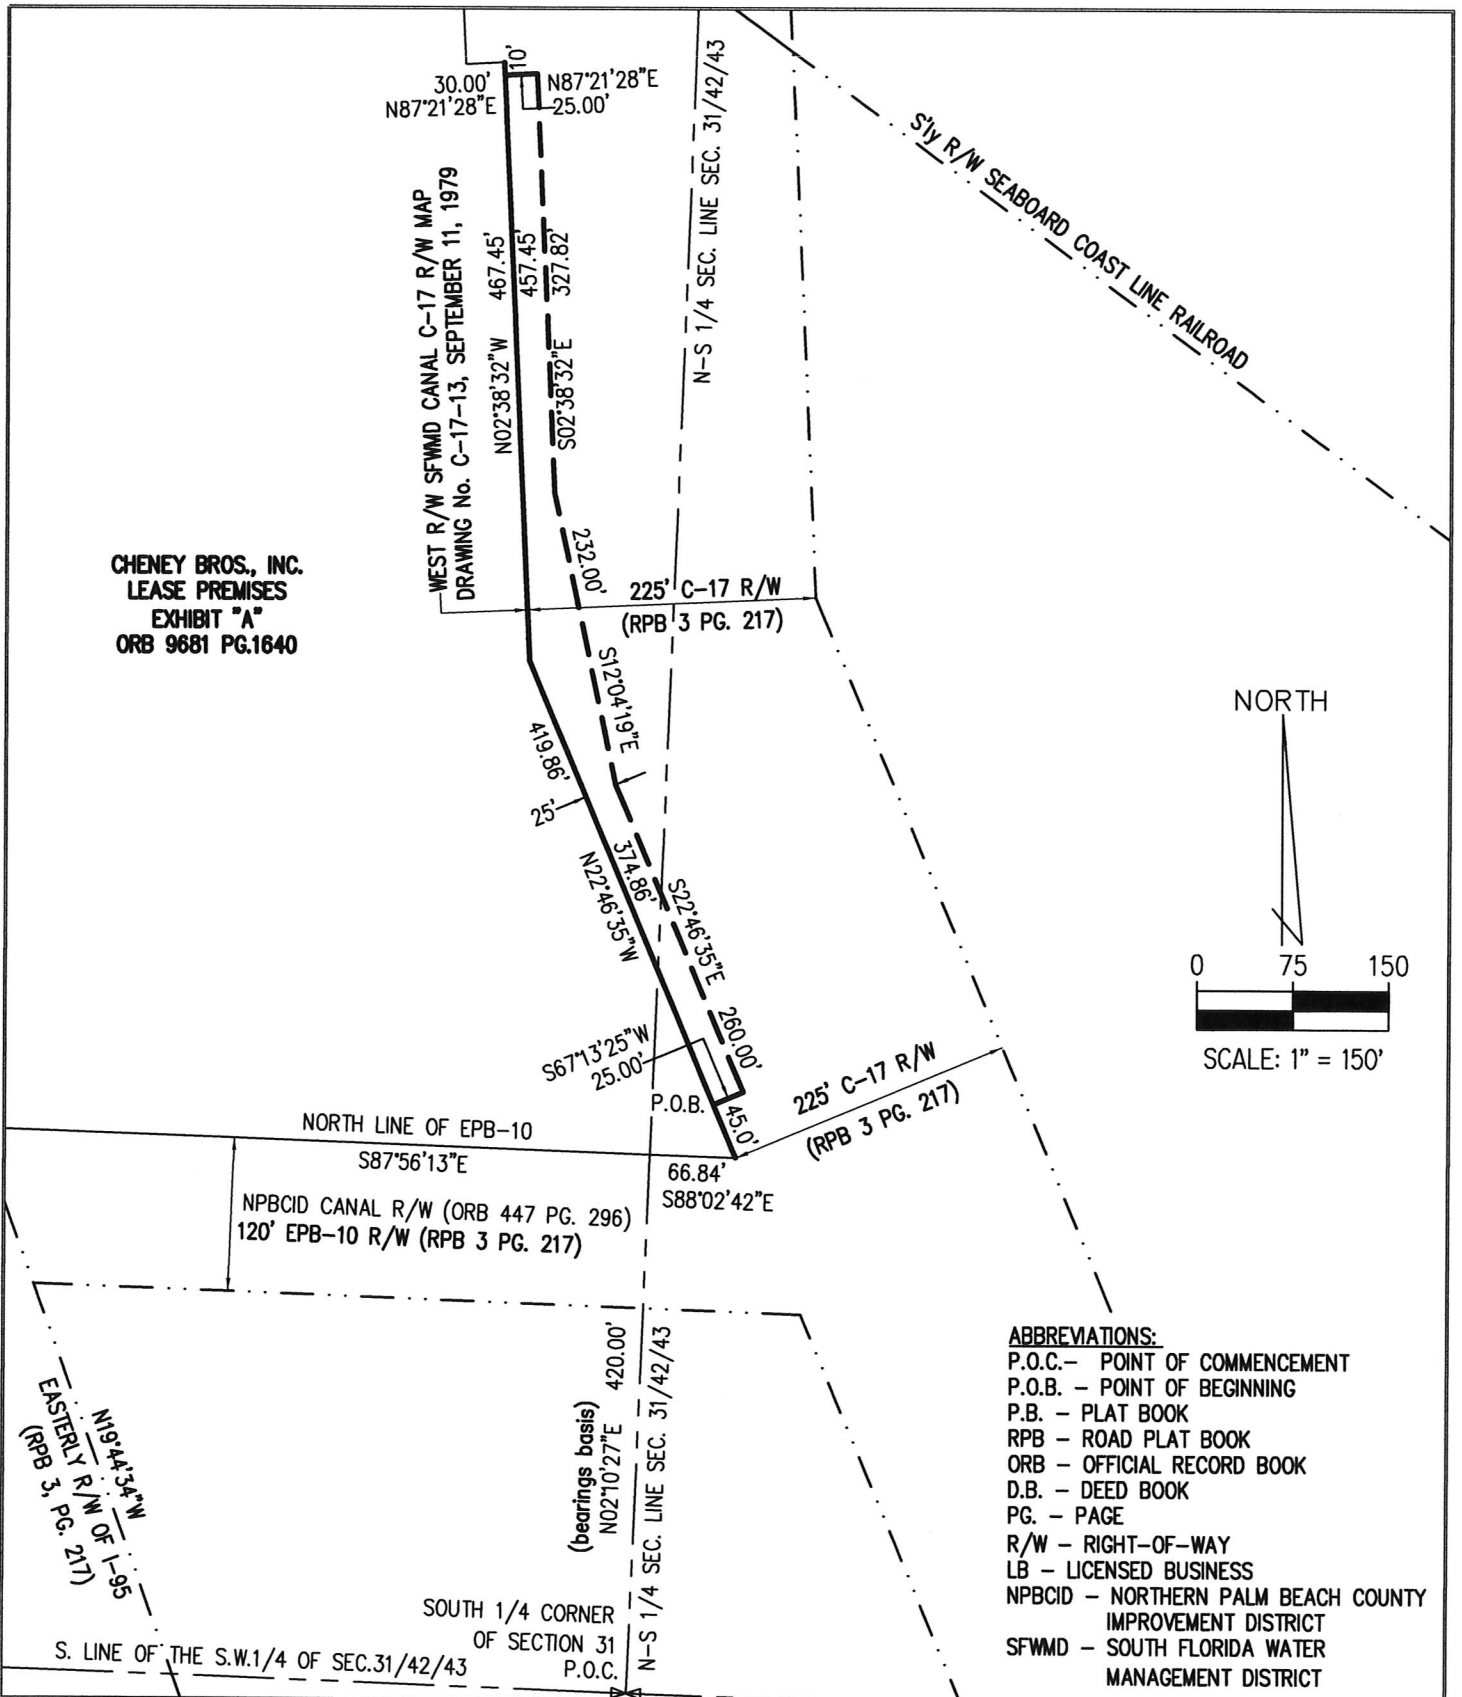 10'
30.00'
N87°21'28"E
N87°21'28"E
25.00'
N-S 1/4 SEC. LINE SEC. 31/42/43
S'ly R/W SEABOARD COAST LINE RAILROAD
WEST R/W SFWMD CANAL C-17 R/W MAP
DRAWING No. C-17-13, SEPTEMBER 11, 1979
N02°38'32"W 467.45'
457.45'
S02°38'32"E 327.82'
CHENEY BROS., INC.
LEASE PREMISES
EXHIBIT "A"
ORB 9681 PG.1640
232.00'
S12°04'19"E
225' C-17 R/W
(RPB 3 PG. 217)
NORTH
0 75 150
SCALE: 1" = 150'
419.86'
25'
N22°46'35"W
374.86'
S22°46'35"E
260.00'
S67°13'25"W
25.00'
P.O.B.
45.0'
225' C-17 R/W
(RPB 3 PG. 217)
NORTH LINE OF EPB-10
S87°56'13"E
66.84'
S88°02'42"E
NPBCID CANAL R/W (ORB 447 PG. 296)
120' EPB-10 R/W (RPB 3 PG. 217)
N19°44'34"W
EASTERLY R/W OF I-95
(RPB 3, PG. 217)
(bearings basis)
N02°10'27"E 420.00'
N-S 1/4 SEC. LINE SEC. 31/42/43
SOUTH 1/4 CORNER
OF SECTION 31
P.O.C.
S. LINE OF THE S.W.1/4 OF SEC.31/42/43
ABBREVIATIONS:
P.O.C.- POINT OF COMMENCEMENT
P.O.B. - POINT OF BEGINNING
P.B. - PLAT BOOK
RPB - ROAD PLAT BOOK
ORB - OFFICIAL RECORD BOOK
D.B. - DEED BOOK
PG. - PAGE
R/W - RIGHT-OF-WAY
LB - LICENSED BUSINESS
NPBCID - NORTHERN PALM BEACH COUNTY
IMPROVEMENT DISTRICT
SFWMD - SOUTH FLORIDA WATER
MANAGEMENT DISTRICT